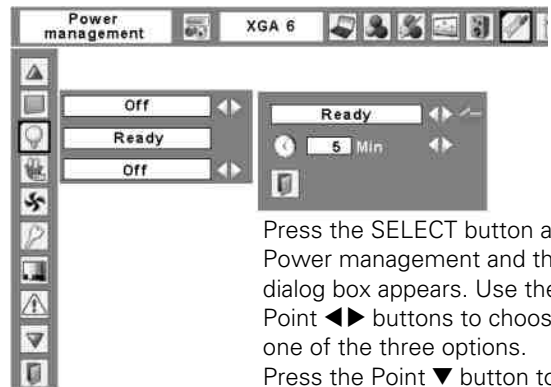 Power management
XGA 6
Off
Ready
Off
Ready
5 Min
Press the SELECT button a
Power management and th
dialog box appears. Use the
Point ◀▶ buttons to choos
one of the three options.
Press the Point ▼ button to